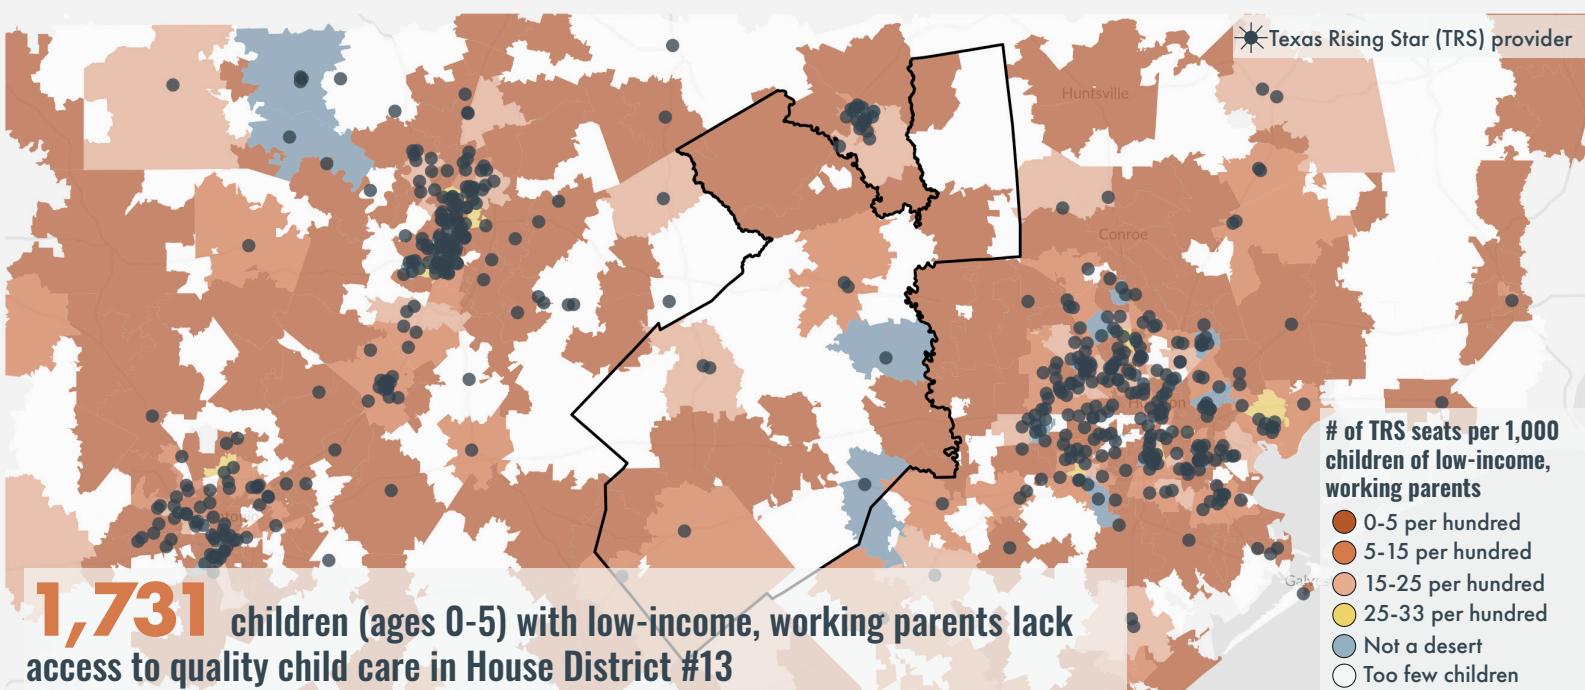 Texas Rising Star (TRS) provider
Huntsville
Conroe
# of TRS seats per 1,000
children of low-income,
working parents
0-5 per hundred
5-15 per hundred
15-25 per hundred
25-33 per hundred
Not a desert
Too few children
1,731 children (ages 0-5) with low-income, working parents lack
access to quality child care in House District #13